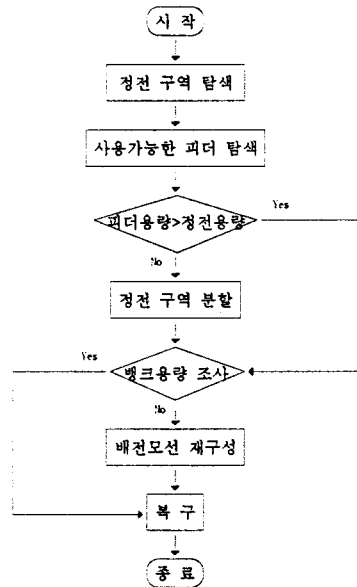 시 작
정전 구역 탐색
사용가능한 피더 탐색
피더용량>정전용량
Yes
No
정전 구역 분할
Yes
뱅크용량 조사
No
배전모선 재구성
복 구
종 료